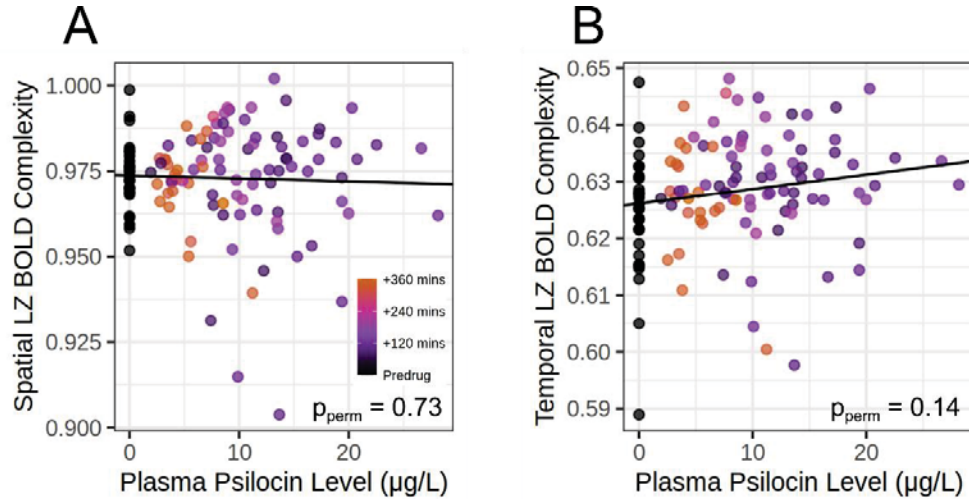 A
Spatial LZ BOLD Complexity
1.000
0.975
0.950
0.925
0.900
+360 mins
+240 mins
+120 mins
Predrug
pperm = 0.73
0
10
20
Plasma Psilocin Level (µg/L)
B
Temporal LZ BOLD Complexity
0.65
0.64
0.63
0.62
0.61
0.60
0.59
pperm = 0.14
0
10
20
Plasma Psilocin Level (µg/L)